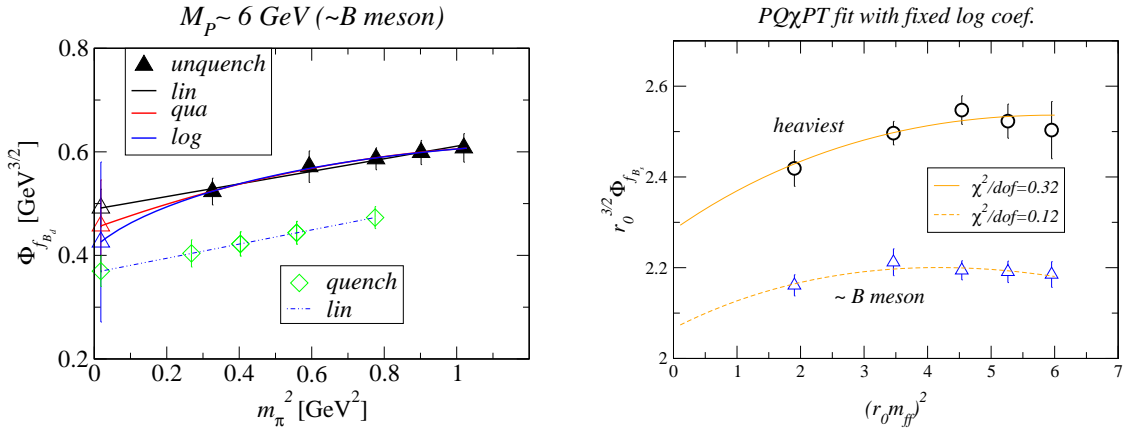 M_P ~ 6 GeV (~B meson)
0.8
0.6
0.4
0.2
Φ_{f_{B_d}} [GeV^{3/2}]
unquench
lin
qua
log
quench
lin
0 0.2 0.4 0.6 0.8 1
m_π^2 [GeV^2]
PQχPT fit with fixed log coef.
2.6
2.4
2.2
2
r_0^{3/2} Φ_{f_{B_s}}
heaviest
χ^2/dof=0.32
χ^2/dof=0.12
~ B meson
0 1 2 3 4 5 6 7
(r_0 m_{ff})^2